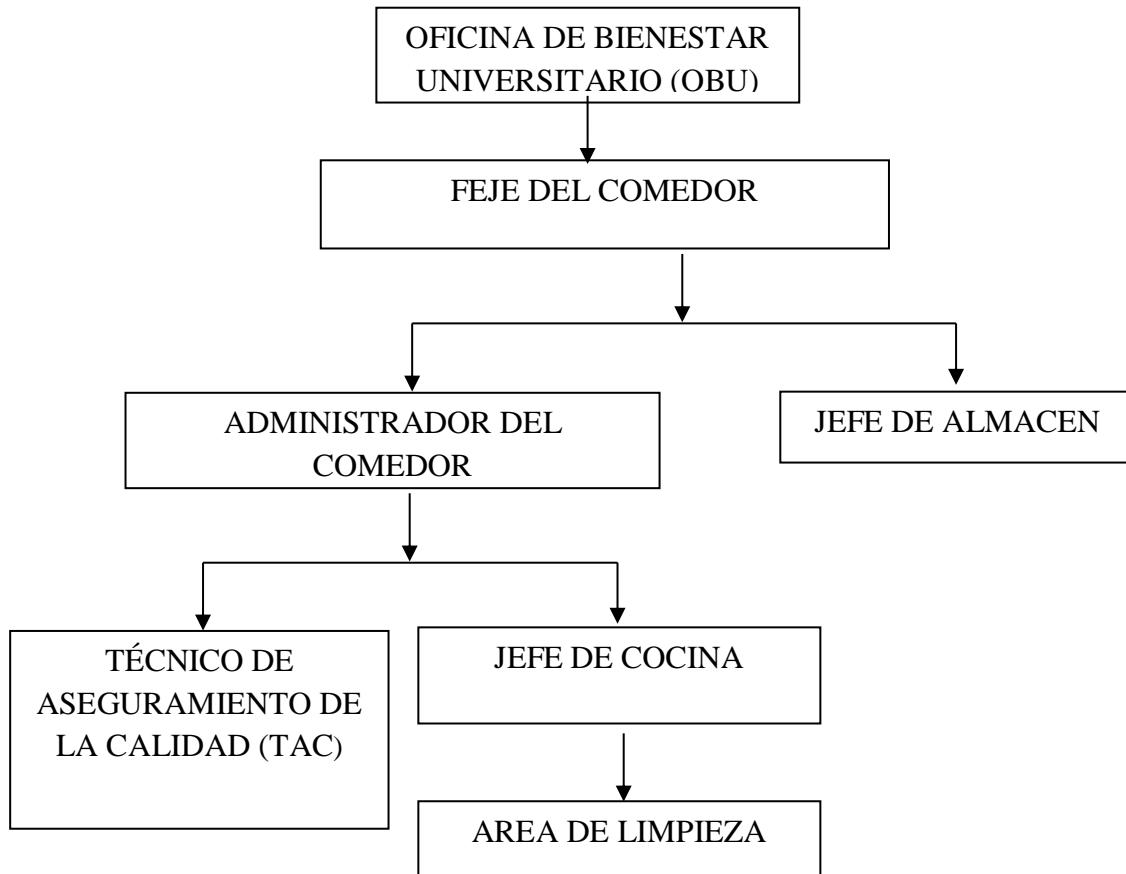 OFICINA DE BIENESTAR
UNIVERSITARIO (OBU)
FEJE DEL COMEDOR
ADMINISTRADOR DEL
COMEDOR
JEFE DE ALMACEN
TÉCNICO DE
ASEGURAMIENTO DE
LA CALIDAD (TAC)
JEFE DE COCINA
AREA DE LIMPIEZA